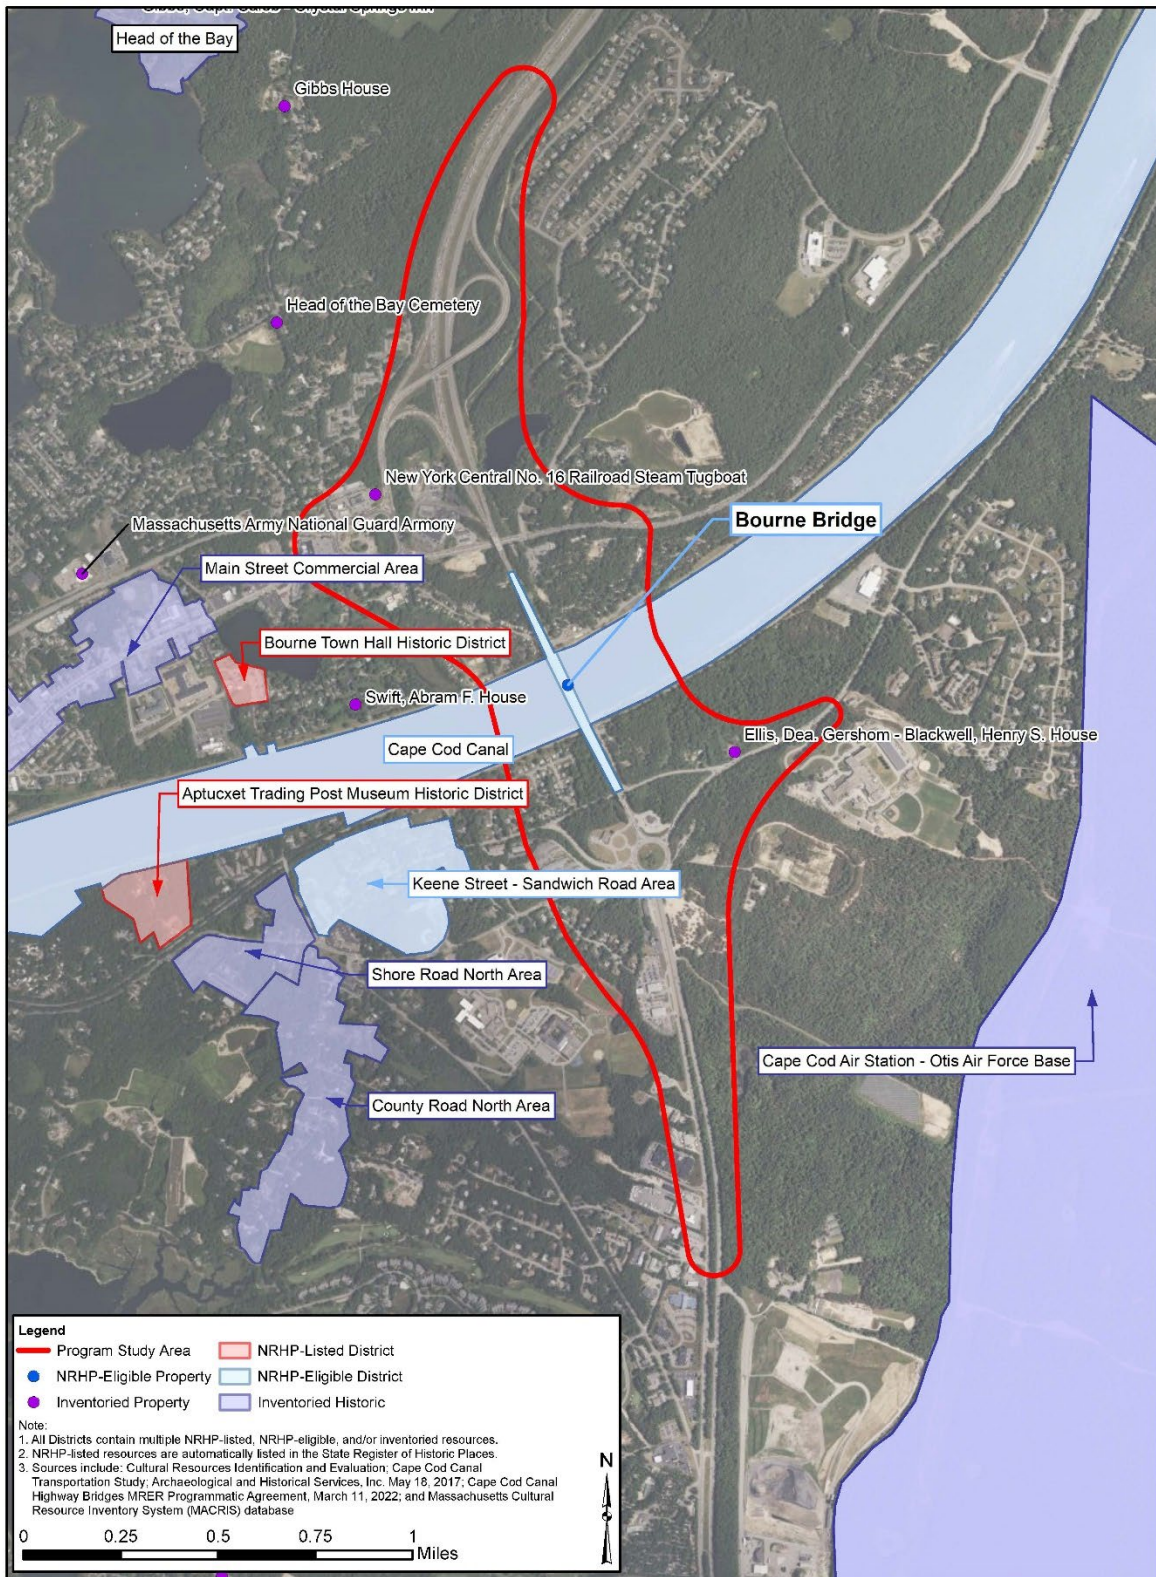 Head of the Bay
Gibbs House
Head of the Bay Cemetery
New York Central No. 16 Railroad Steam Tugboat
Bourne Bridge
Massachusetts Army National Guard Armory
Main Street Commercial Area
Bourne Town Hall Historic District
Swift, Abram F. House
Ellis, Dea. Gershom - Blackwell, Henry S. House
Cape Cod Canal
Aptucxet Trading Post Museum Historic District
Keene Street - Sandwich Road Area
Shore Road North Area
Cape Cod Air Station - Otis Air Force Base
County Road North Area
Legend
Program Study Area
NRHP-Listed District
NRHP-Eligible Property
NRHP-Eligible District
Inventoried Property
Inventoried Historic
Note:
1. All Districts contain multiple NRHP-listed, NRHP-eligible, and/or inventoried resources.
2. NRHP-listed resources are automatically listed in the State Register of Historic Places.
3. Sources include: Cultural Resources Identification and Evaluation; Cape Cod Canal
Transportation Study; Archaeological and Historical Services, Inc. May 18, 2017; Cape Cod Canal
Highway Bridges MRER Programmatic Agreement, March 11, 2022; and Massachusetts Cultural
Resource Inventory System (MACRIS) database
N
0 0.25 0.5 0.75 1
Miles